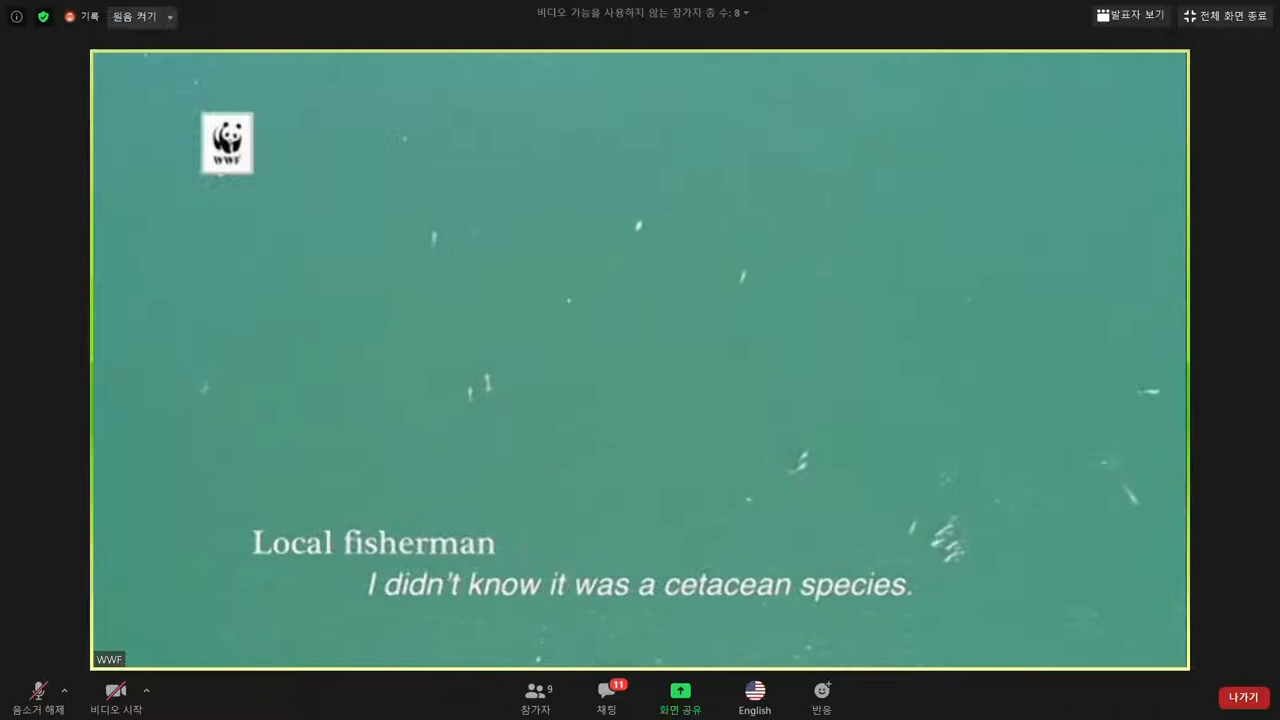 기록
원음 켜기
비디오 기능을 사용하지 않는 참가자 총 수: 8
발표자 보기
전체 화면 종료
WWF
Local fisherman
I didn't know it was a cetacean species.
WWF
음소거 해제
비디오 시작
9
참가자
11
채팅
화면 공유
English
반응
나가기